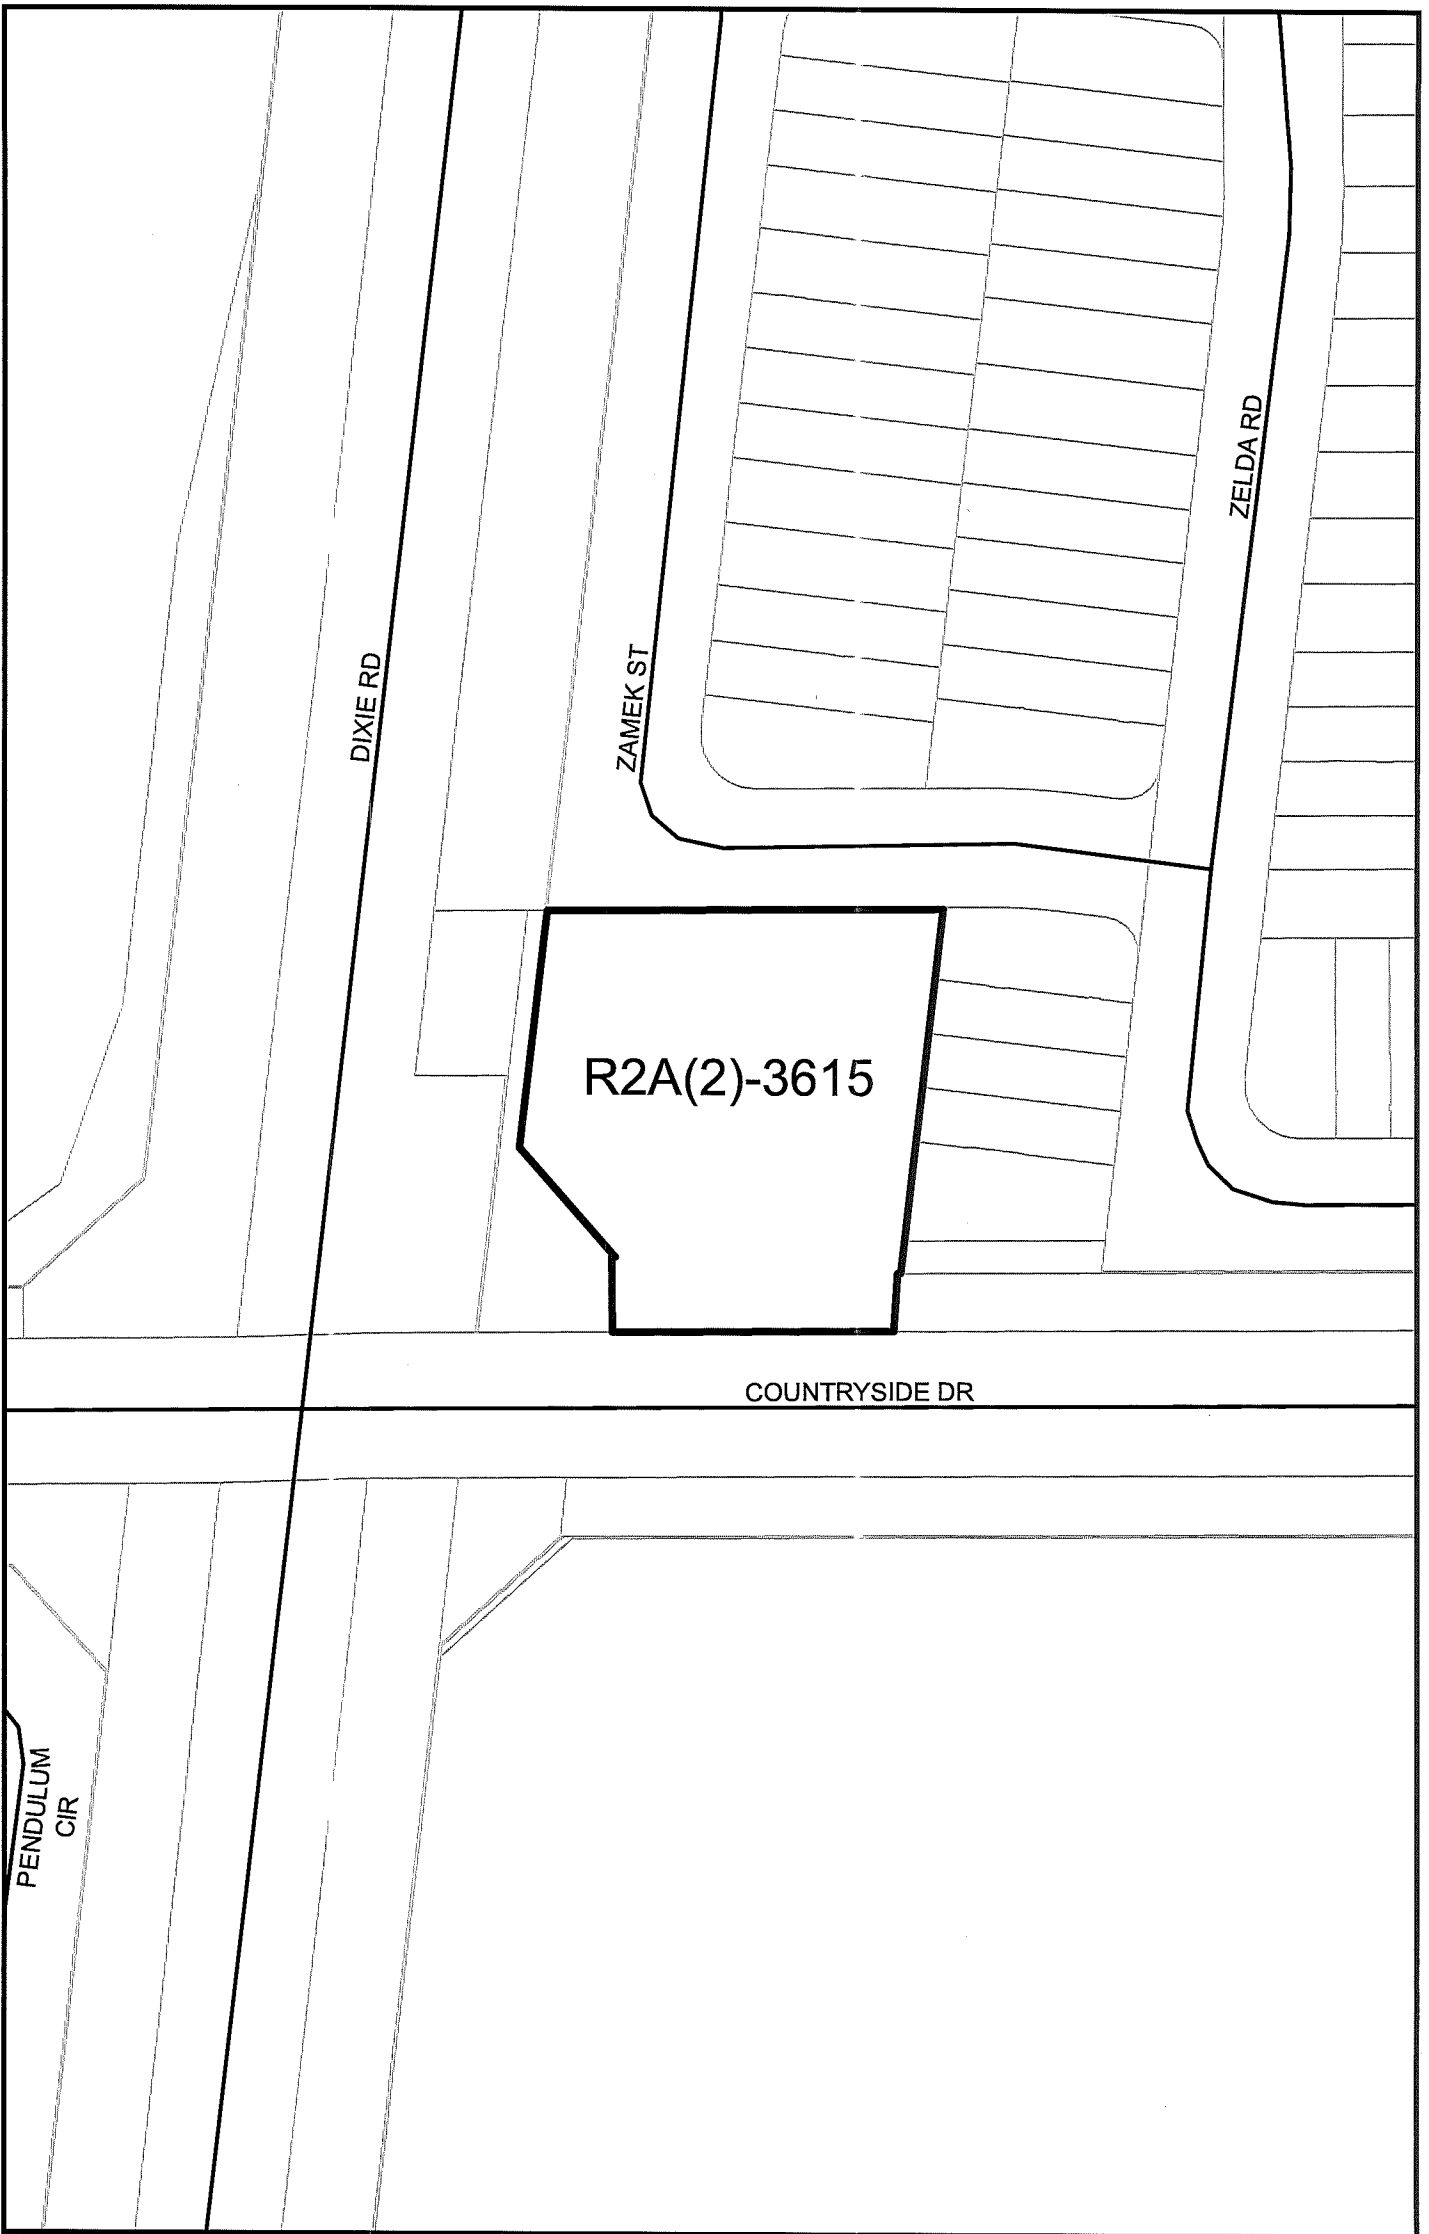 ZELDA RD
DIXIE RD
ZAMEK ST
R2A(2)-3615
COUNTRYSIDE DR
PENDULUM
CIR